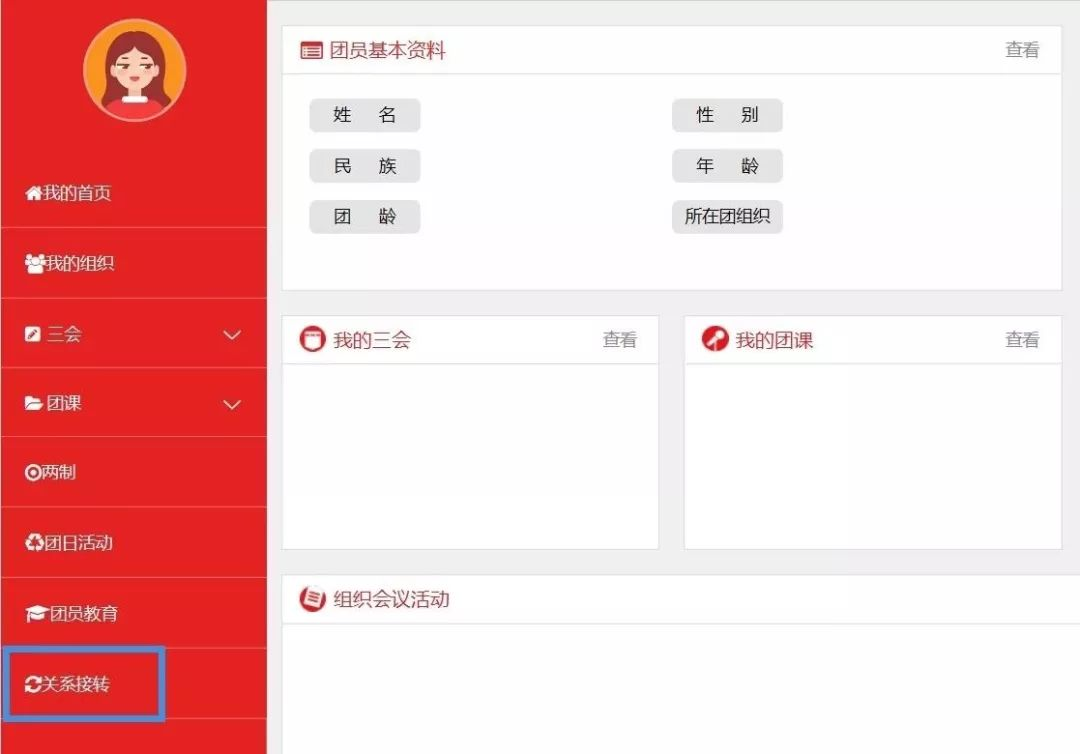 我的首页
我的组织
三会
团课
两制
团日活动
团员教育
关系接转
团员基本资料 查看
姓 名 性 别
民 族 年 龄
团 龄 所在团组织
我的三会 查看 我的团课 查看
组织会议活动